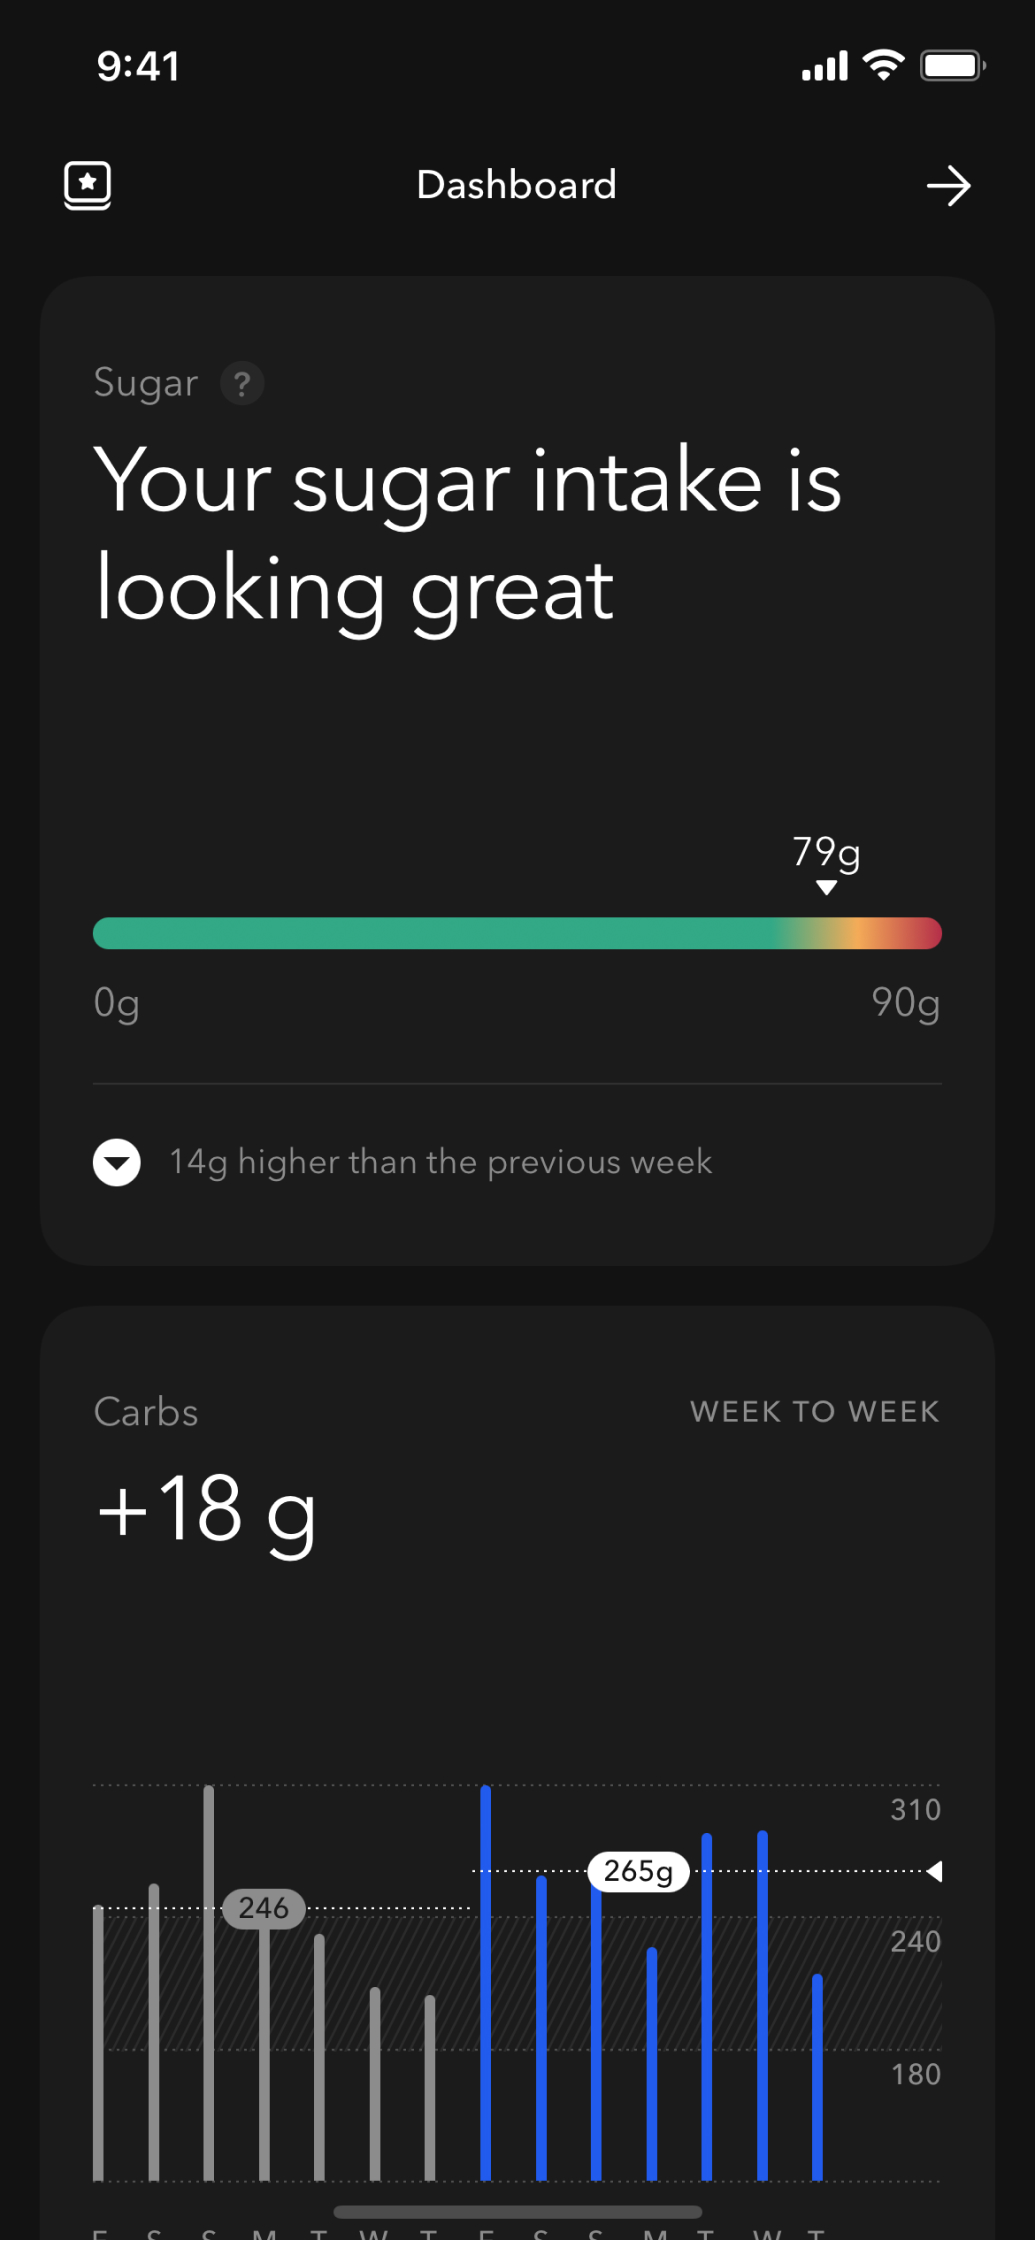 9:41
Dashboard
Sugar ?
Your sugar intake is
looking great
79g
0g 90g
14g higher than the previous week
Carbs WEEK TO WEEK
+18 g
310
265g
246
240
180
F S S M T W T F S S M T W T